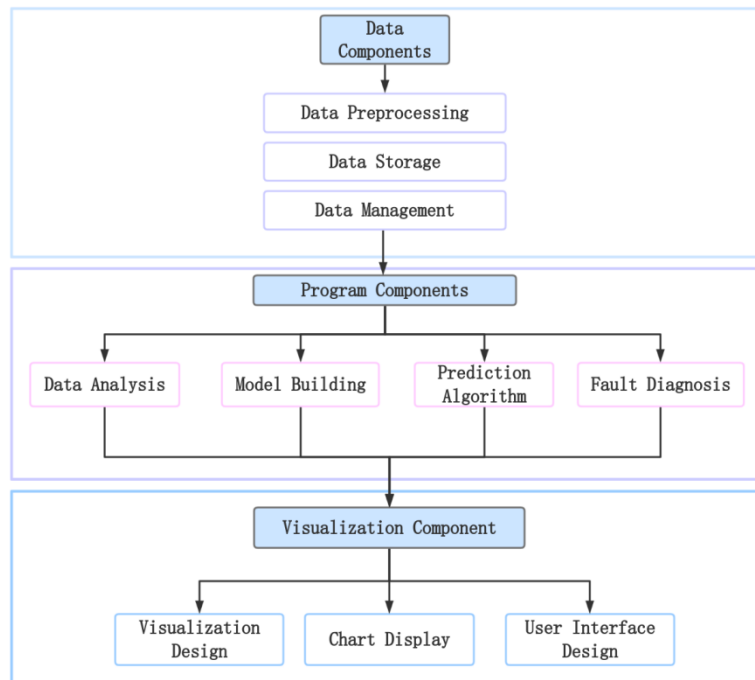 Data
Components
Data Preprocessing
Data Storage
Data Management
Program Components
Data Analysis
Model Building
Prediction
Algorithm
Fault Diagnosis
Visualization Component
Visualization
Design
Chart Display
User Interface
Design